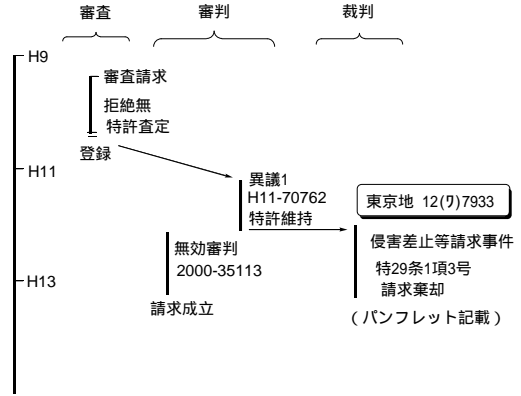 審査
審判
裁判
H9
審査請求
拒絶無
特許査定
登録
H11
異議1
H11-70762
特許維持
東京地 12(ワ)7933
侵害差止等請求事件
無効審判
2000-35113
特29条1項3号
請求棄却
H13
請求成立
(パンフレット記載)